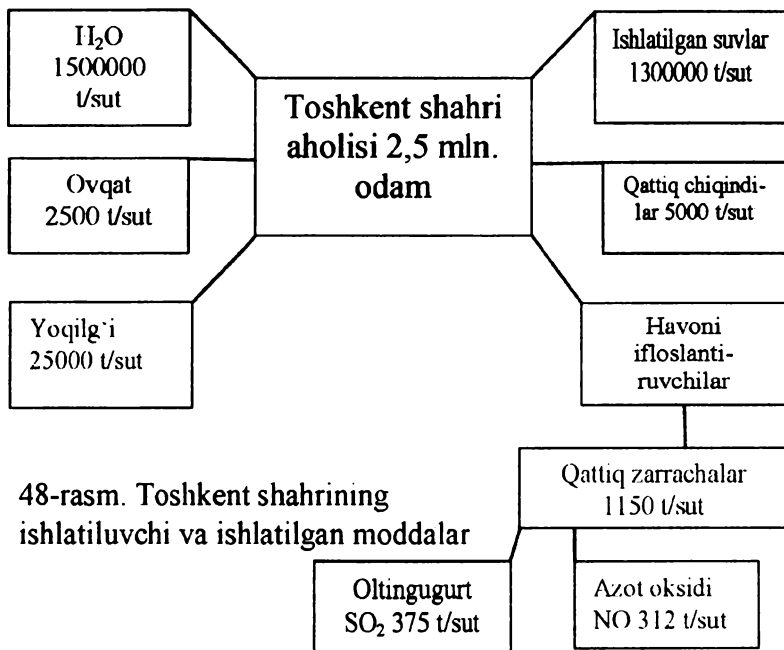 H₂O
1500000
t/sut
Ovqat
2500 t/sut
Yoqilg`i
25000 t/sut
Toshkent shahri
aholisi 2,5 mln.
odam
Ishlatilgan suvlar
1300000 t/sut
Qattiq chiqindi-
lar 5000 t/sut
Havoni
ifloslanti-
ruvchilar
Qattiq zarrachalar
1150 t/sut
Oltingugurt
SO₂ 375 t/sut
Azot oksidi
NO 312 t/sut
48-rasm. Toshkent shahrining
ishlatiluvchi va ishlatilgan moddalar